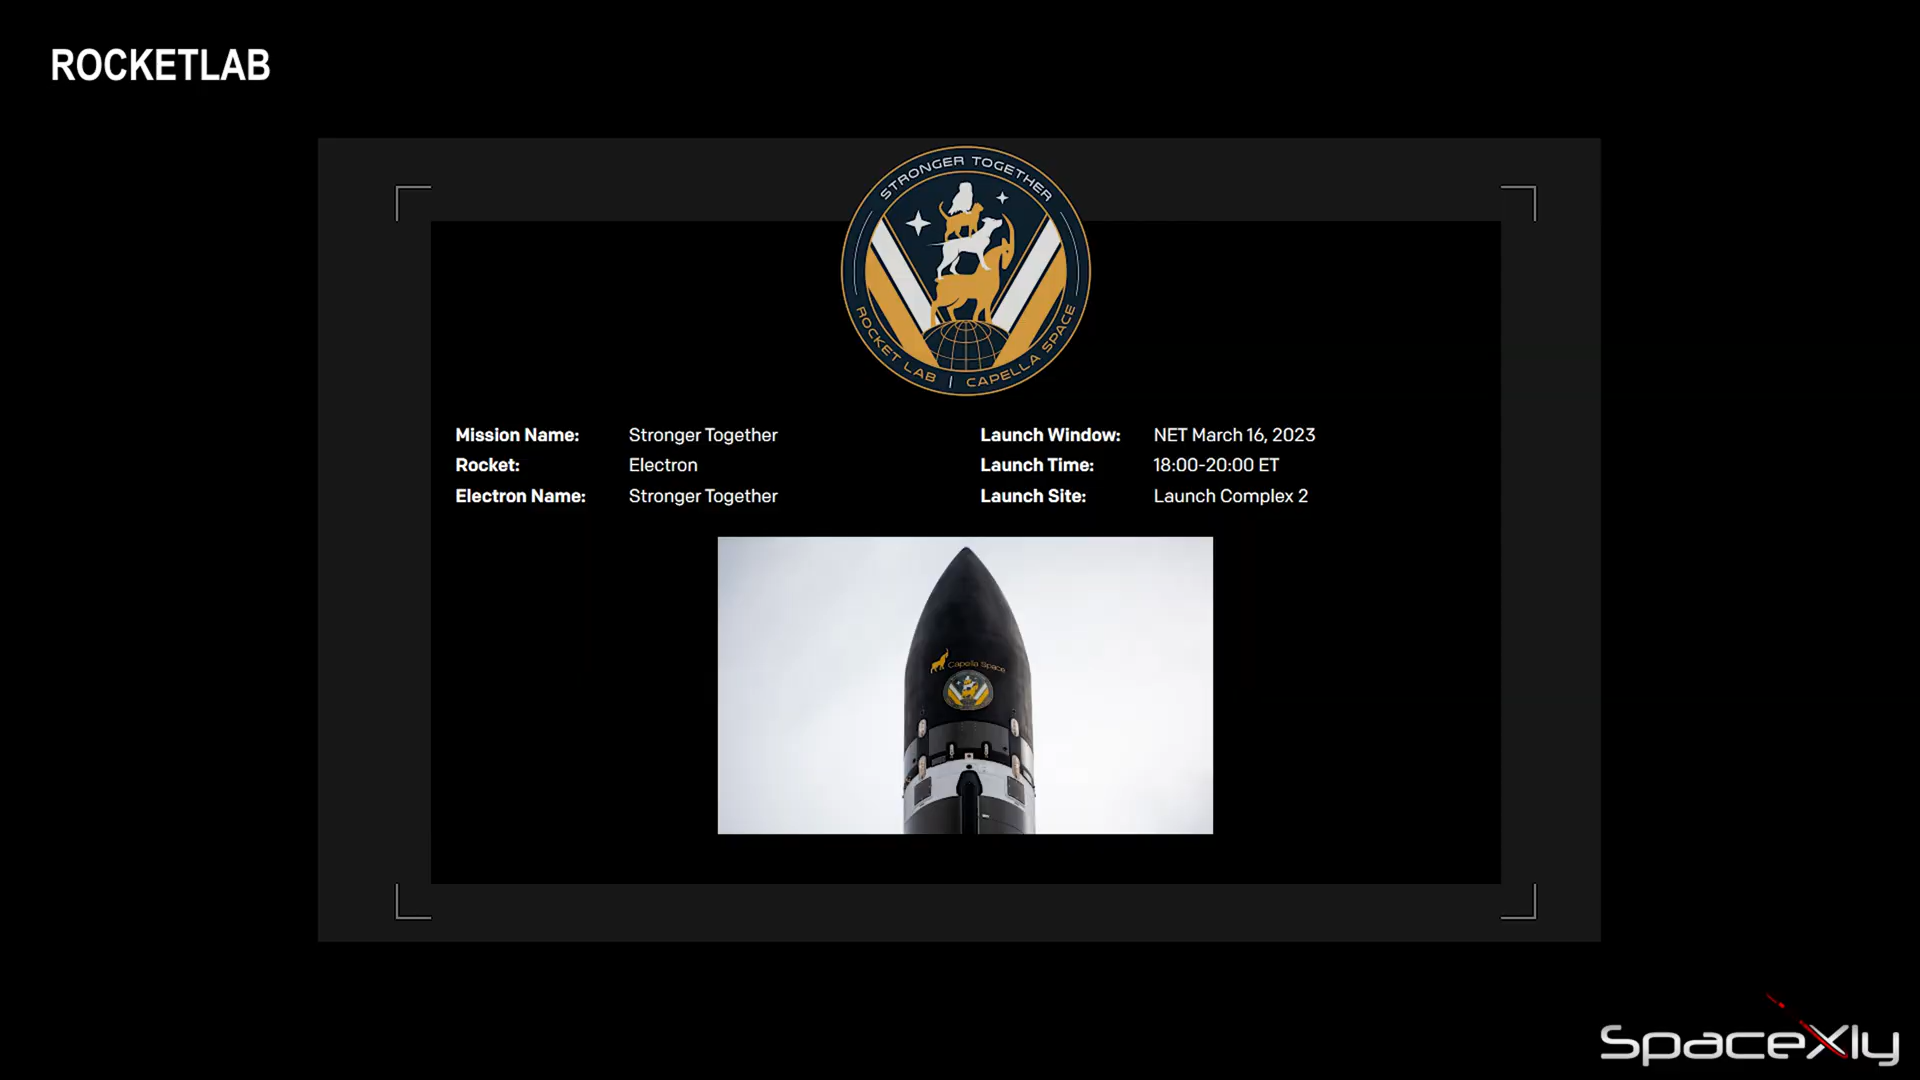 ROCKETLAB
STRONGER TOGETHER
ROCKET LAB | CAPELLA SPACE
Mission Name: Stronger Together
Rocket: Electron
Electron Name: Stronger Together
Launch Window: NET March 16, 2023
Launch Time: 18:00-20:00 ET
Launch Site: Launch Complex 2
Capella Space
SpaceXly